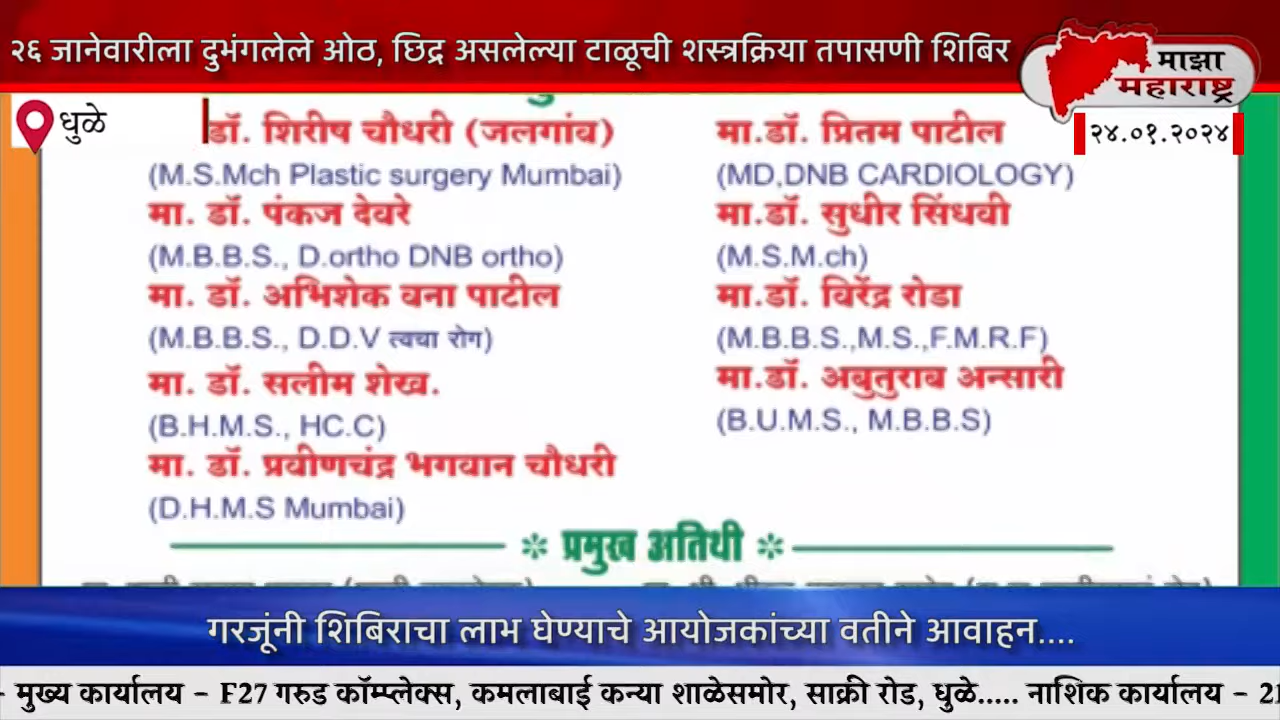 २६ जानेवारीला दुभंगलेले ओठ, छिद्र असलेल्या टाळूची शस्त्रक्रिया तपासणी शिबिर
माझा
महाराष्ट्र
धुळे
२४.०१.२०२४
डॉ. शिरीष चौधरी (जलगांव)
(M.S.Mch Plastic surgery Mumbai)
मा. डॉ. पंकज देवरे
(M.B.B.S., D.ortho DNB ortho)
मा. डॉ. अभिशेक वना पाटील
(M.B.B.S., D.D.V त्वचा रोग)
मा. डॉ. सलीम शेख.
(B.H.M.S., HC.C)
मा. डॉ. प्रवीणचंद्र भगवान चौधरी
(D.H.M.S Mumbai)
मा.डॉ. प्रितम पाटील
(MD,DNB CARDIOLOGY)
मा.डॉ. सुधीर सिंधवी
(M.S.M.ch)
मा.डॉ. विरेंद्र रोडा
(M.B.B.S.,M.S.,F.M.R.F)
मा.डॉ. अबुतुराब अन्सारी
(B.U.M.S., M.B.B.S)
प्रमुख अतिथी
गरजूंनी शिबिराचा लाभ घेण्याचे आयोजकांच्या वतीने आवाहन....
- मुख्य कार्यालय - F27 गरुड कॉम्प्लेक्स, कमलाबाई कन्या शाळेसमोर, साक्री रोड, धुळे..... नाशिक कार्यालय -